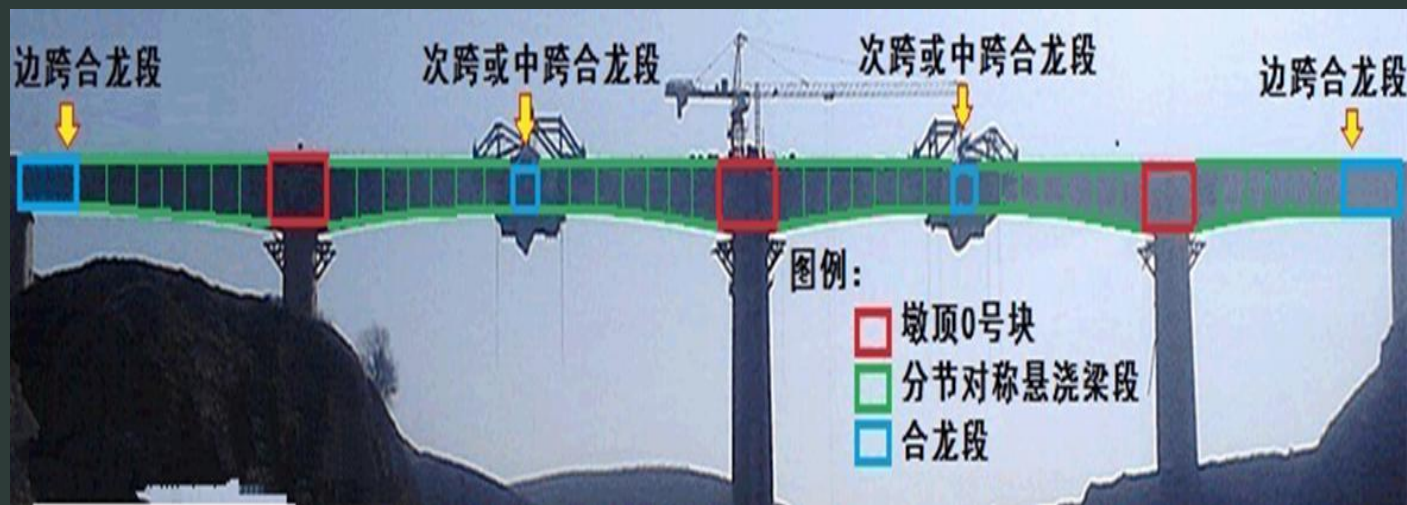 边跨合龙段
次跨或中跨合龙段
次跨或中跨合龙段
边跨合龙段
图例：
墩顶0号块
分节对称悬浇梁段
合龙段